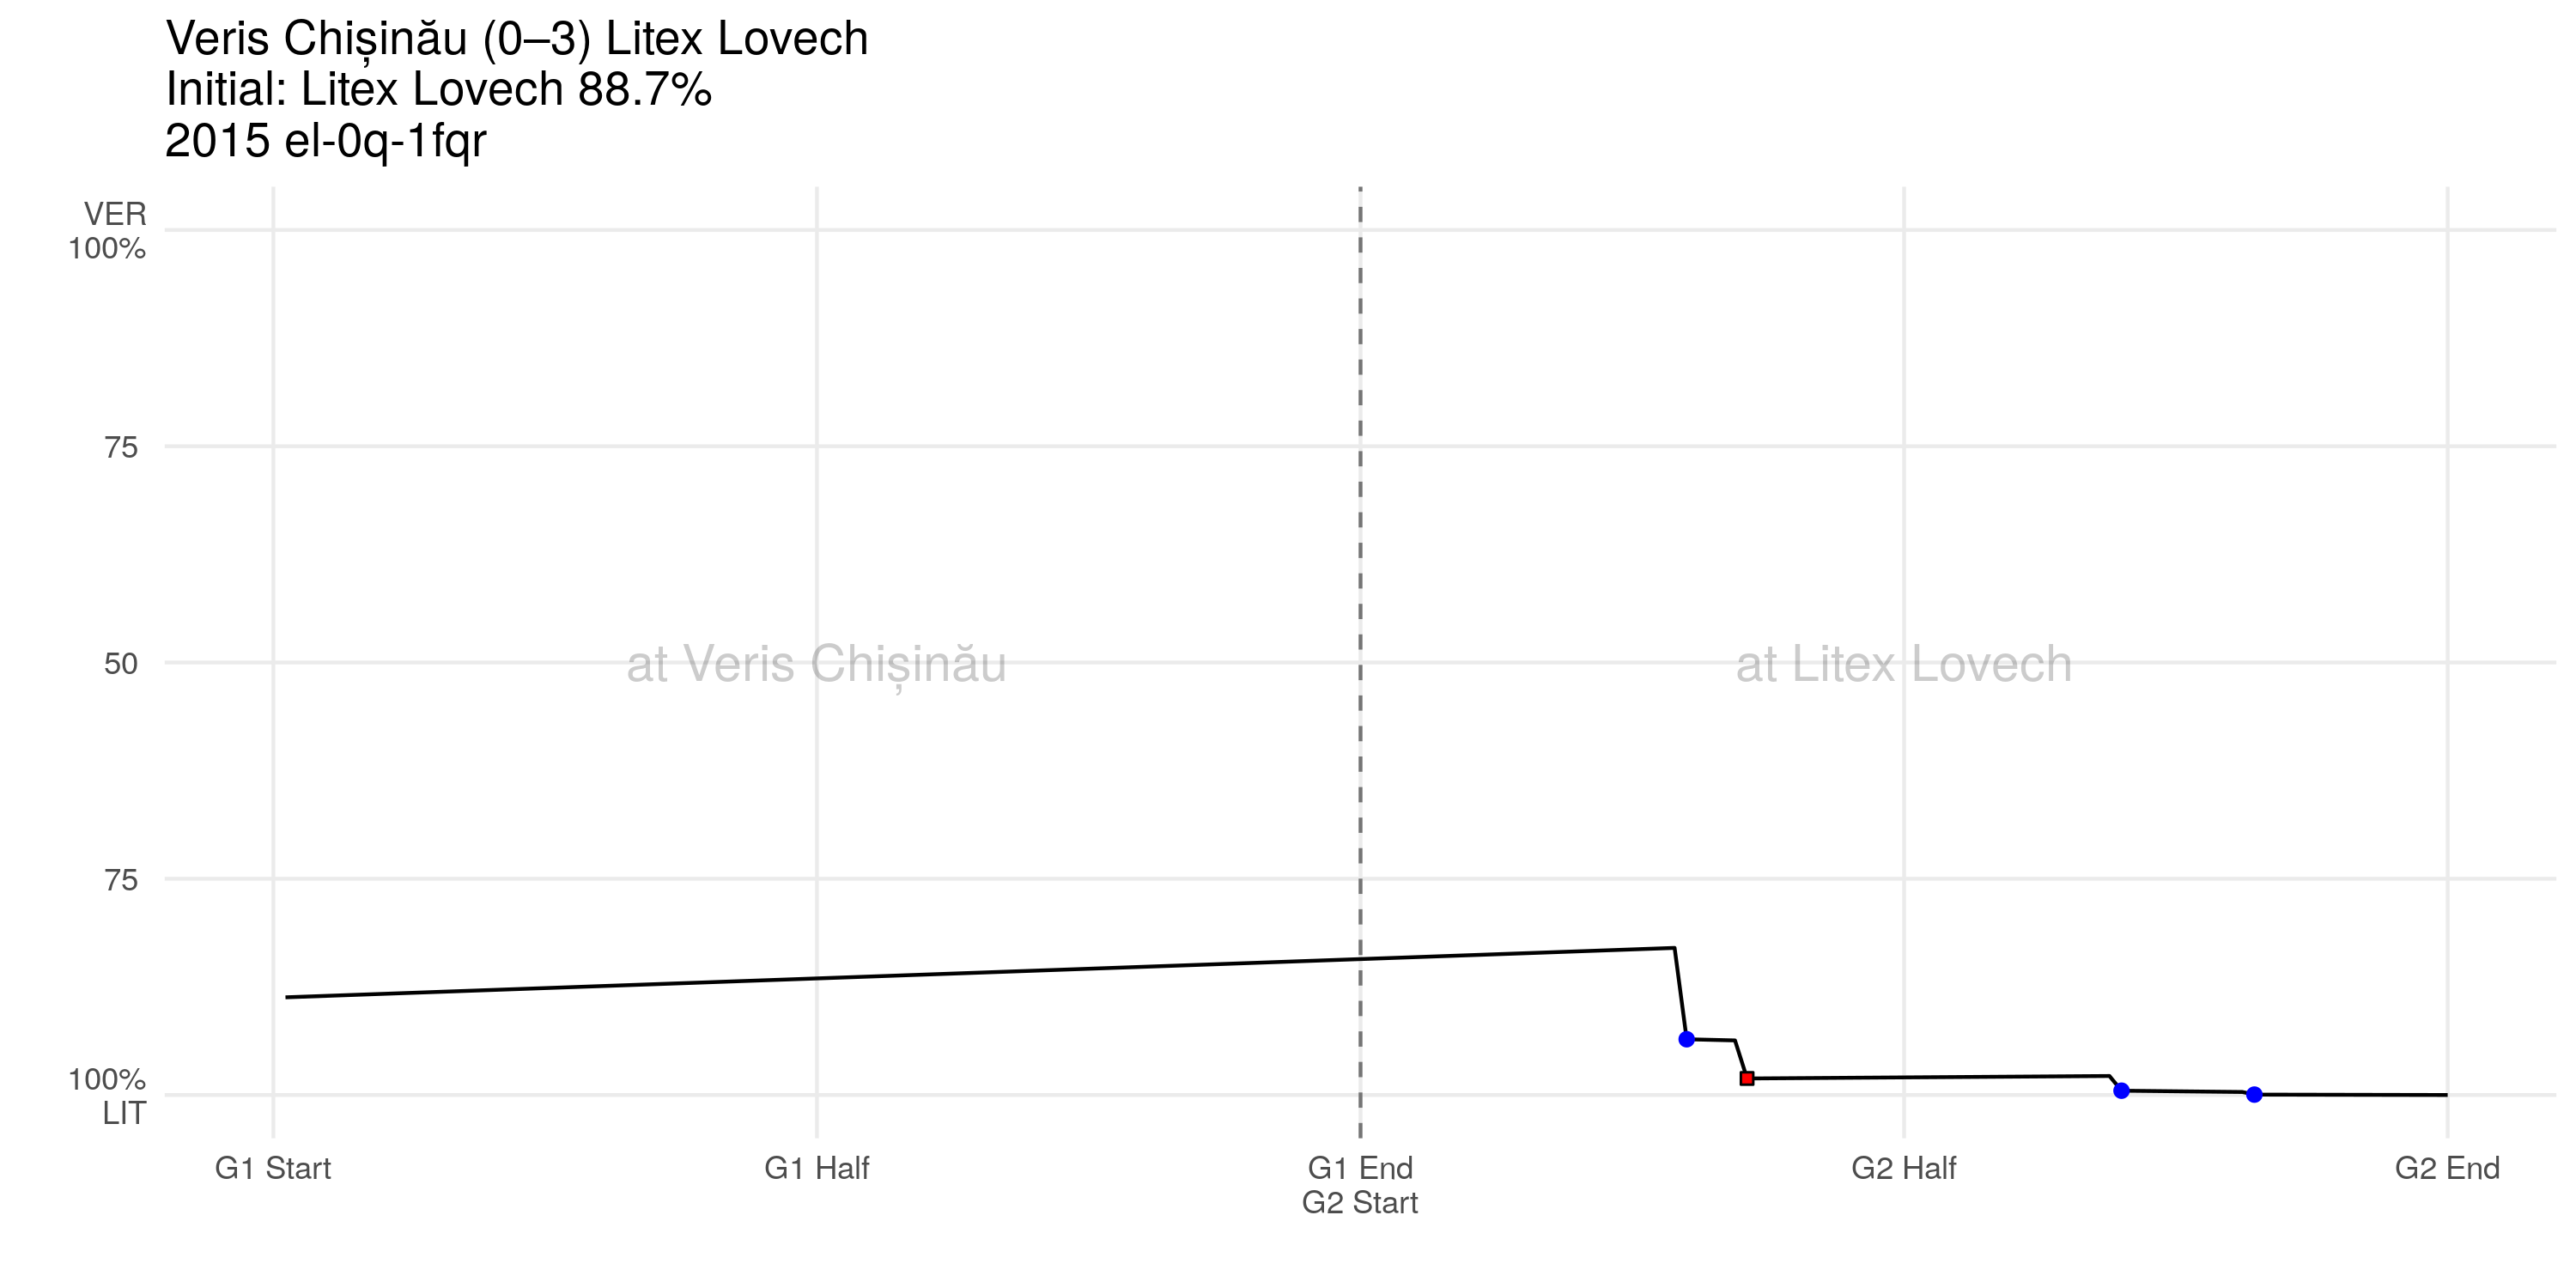 Veris Chișinău (0–3) Litex Lovech
Initial: Litex Lovech 88.7%
2015 el-0q-1fqr
VER
100%
75
50
75
100%
LIT
at Veris Chișinău
at Litex Lovech
G1 Start
G1 Half
G1 End
G2 Start
G2 Half
G2 End